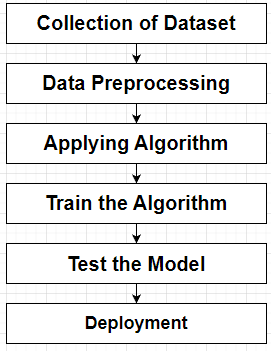 Collection of Dataset
Data Preprocessing
Applying Algorithm
Train the Algorithm
Test the Model
Deployment